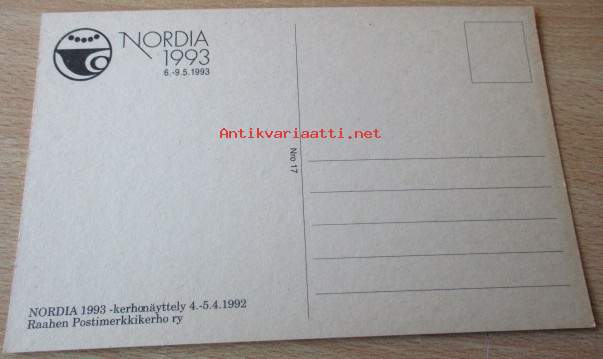 NORDIA
1993
6.-9.5.1993
Antikvariaatti.net
Nro 17
NORDIA 1993 -kerhonäyttely 4.-5.4.1992
Raahen Postimerkkikerho ry